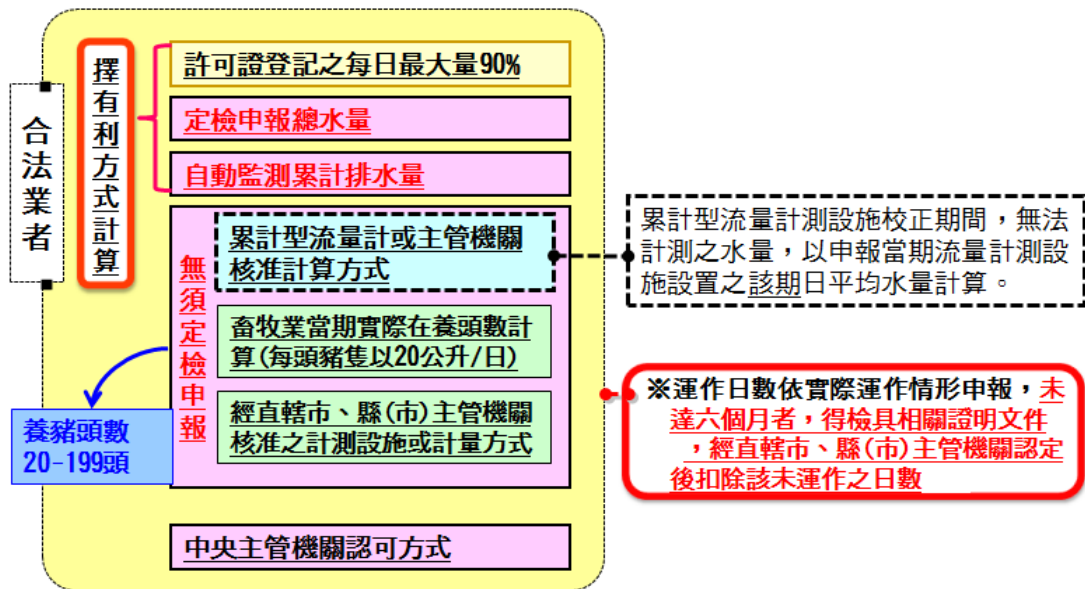 合法業者
擇有利方式計算
許可證登記之每日最大量90%
定檢申報總水量
自動監測累計排水量
無須定檢申報
累計型流量計或主管機關
核准計算方式
畜牧業當期實際在養頭數計
算(每頭豬隻以20公升/日)
經直轄市、縣(市)主管機關
核准之計測設施或計量方式
中央主管機關認可方式
養豬頭數
20-199頭
累計型流量計測設施校正期間，無法
計測之水量，以申報當期流量計測設
施設置之該期日平均水量計算。
※運作日數依實際運作情形申報，未
達六個月者，得檢具相關證明文件
，經直轄市、縣(市)主管機關認定
後扣除該未運作之日數